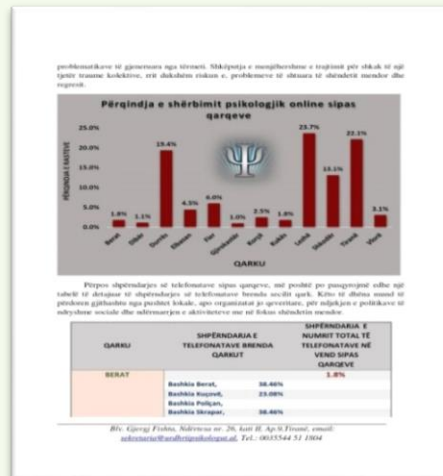 problematikave të gjeneruara nga tërmeti. Shkëputja e menjëhershme e trajtimit për shkak të një
tjetër traume kolektive, rrit dukshëm riskun e, problemeve të shtuara të shëndetit mendor dhe
regresit.
Përqindja e shërbimit psikologjik online sipas
qarqeve
PËRQINDJA E RASTEVE
25.0%
20.0%
15.0%
10.0%
5.0%
0.0%
1.8% 1.1% 19.4% 4.5% 6.0% 1.0% 2.5% 1.8% 23.7% 13.1% 22.1% 3.1%
Berat Dibër Durrës Elbasan Fier Gjirokastër Korçë Kukës Lezhë Shkodër Tiranë Vlorë
QARKU
Përpos shpërndarjes së telefonatave sipas qarqeve, më poshtë po pasqyrojmë edhe një
tabelë të detajuar të shpërndarjes së telefonatave brenda secilit qark. Këto të dhëna mund të
përdoren gjithashtu nga pushtet lokale, apo organizatat jo qeveritare, për ndjekjen e politikave të
ndryshme sociale dhe ndërmarrjen e aktiviteteve me në fokus shëndetin mendor.
QARKU
SHPËRNDARJA E
TELEFONATAVE BRENDA
QARKUT
SHPËRNDARJA E
NUMRIT TOTAL TË
TELEFONATAVE NË
VEND SIPAS
QARQEVE
BERAT 1.8%
Bashkia Berat, 38.46%
Bashkia Kuçovë, 23.08%
Bashkia Poliçan,
Bashkia Skrapar, 38.46%
Blv. Gjergj Fishta, Ndërtesa nr. 26, kati II, Ap.9.Tiranë, email:
sekretaria@urdhripsikologut.al, Tel.: 0035544 51 1804